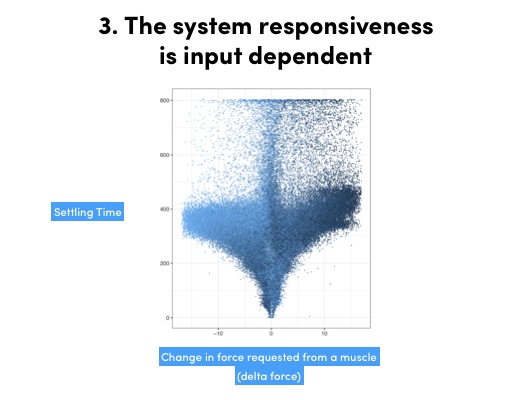 3. The system responsiveness
is input dependent
800
600
400
Settling Time
200
0
-10
0
10
Change in force requested from a muscle
(delta force)